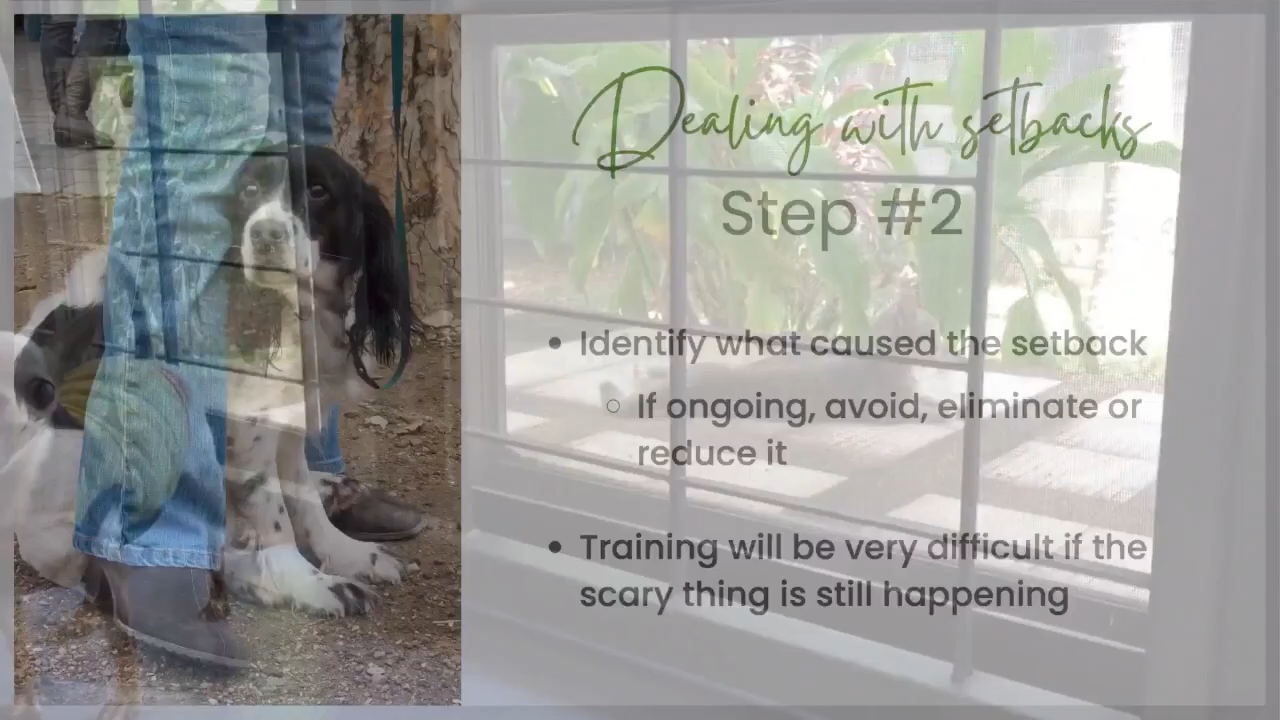 Dealing with setbacks
Step #2
• Identify what caused the setback
○ If ongoing, avoid, eliminate or
reduce it
• Training will be very difficult if the
scary thing is still happening